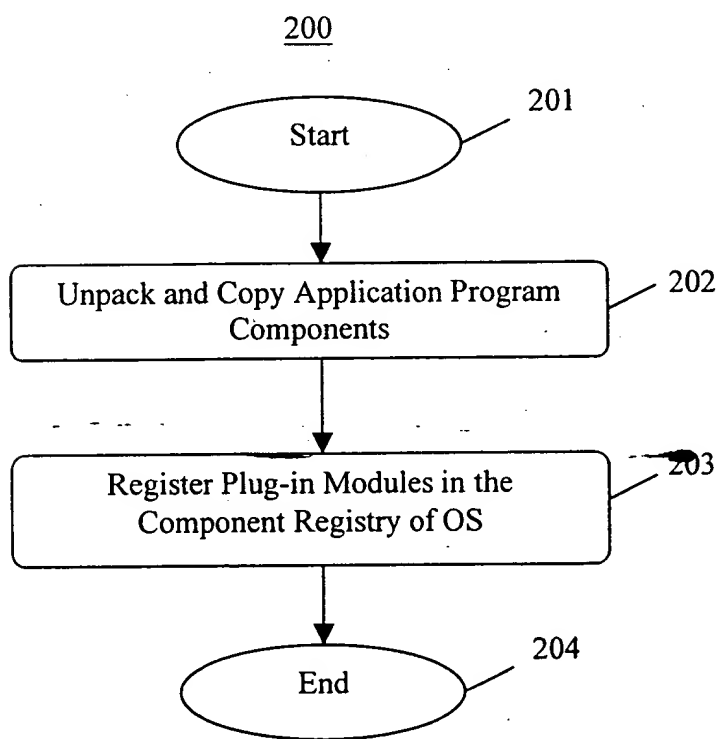 200
201
Start
202
Unpack and Copy Application Program
Components
203
Register Plug-in Modules in the
Component Registry of OS
204
End